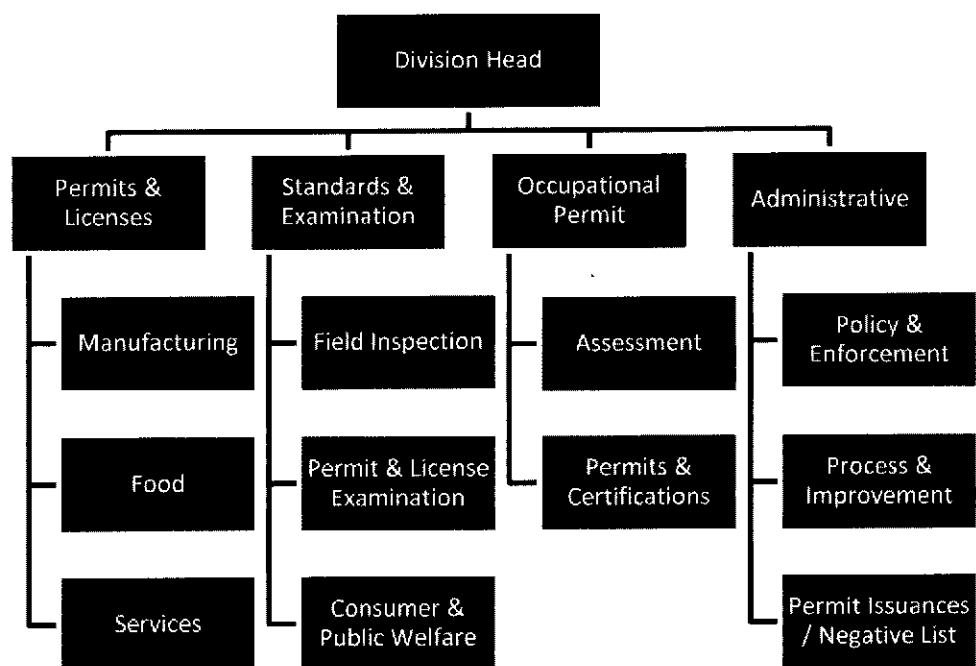 Division Head
Permits &
Licenses
Standards &
Examination
Occupational
Permit
Administrative
Manufacturing
Field Inspection
Assessment
Policy &
Enforcement
Food
Permit & License
Examination
Permits &
Certifications
Process &
Improvement
Services
Consumer &
Public Welfare
Permit Issuances
/ Negative List